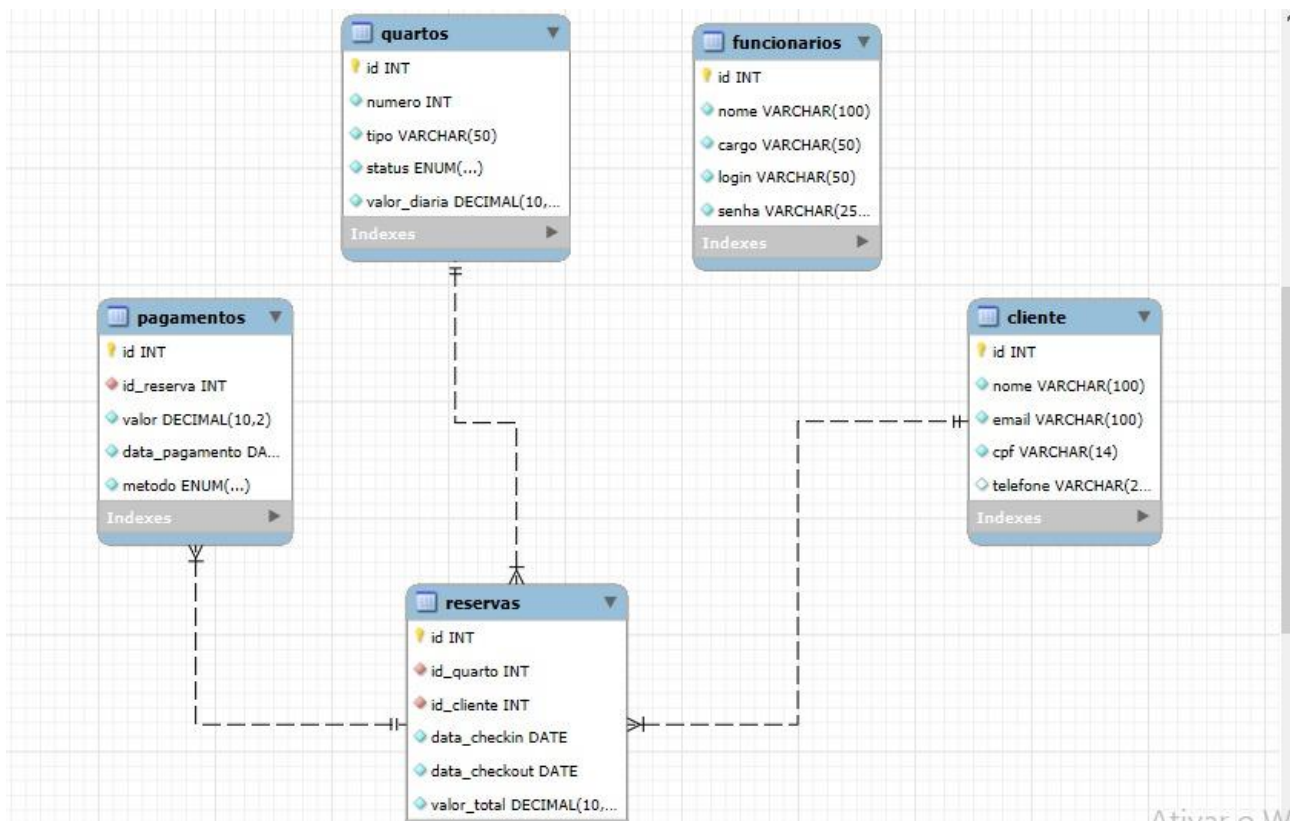 quartos
id INT
numero INT
tipo VARCHAR(50)
status ENUM(...)
valor_diaria DECIMAL(10,...
Indexes
funcionarios
id INT
nome VARCHAR(100)
cargo VARCHAR(50)
login VARCHAR(50)
senha VARCHAR(25...
Indexes
pagamentos
id INT
id_reserva INT
valor DECIMAL(10,2)
data_pagamento DA...
metodo ENUM(...)
Indexes
cliente
id INT
nome VARCHAR(100)
email VARCHAR(100)
cpf VARCHAR(14)
telefone VARCHAR(2...
Indexes
reservas
id INT
id_quarto INT
id_cliente INT
data_checkin DATE
data_checkout DATE
valor_total DECIMAL(10,...
Ativar o W